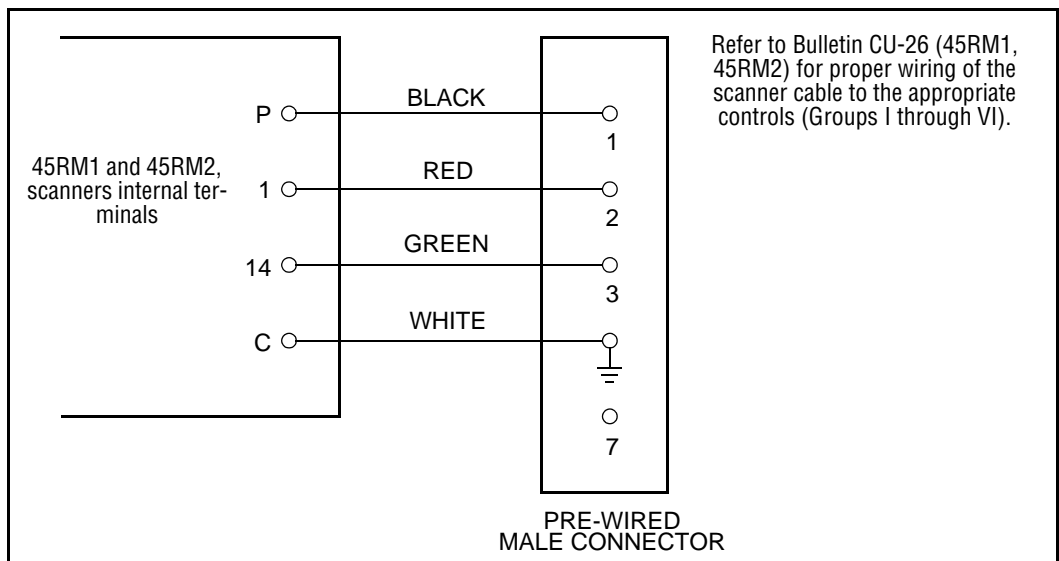 Refer to Bulletin CU-26 (45RM1,
45RM2) for proper wiring of the
scanner cable to the appropriate
controls (Groups I through VI).
45RM1 and 45RM2,
scanners internal ter-
minals
P
BLACK
1
1
RED
2
14
GREEN
3
C
WHITE
7
PRE-WIRED
MALE CONNECTOR